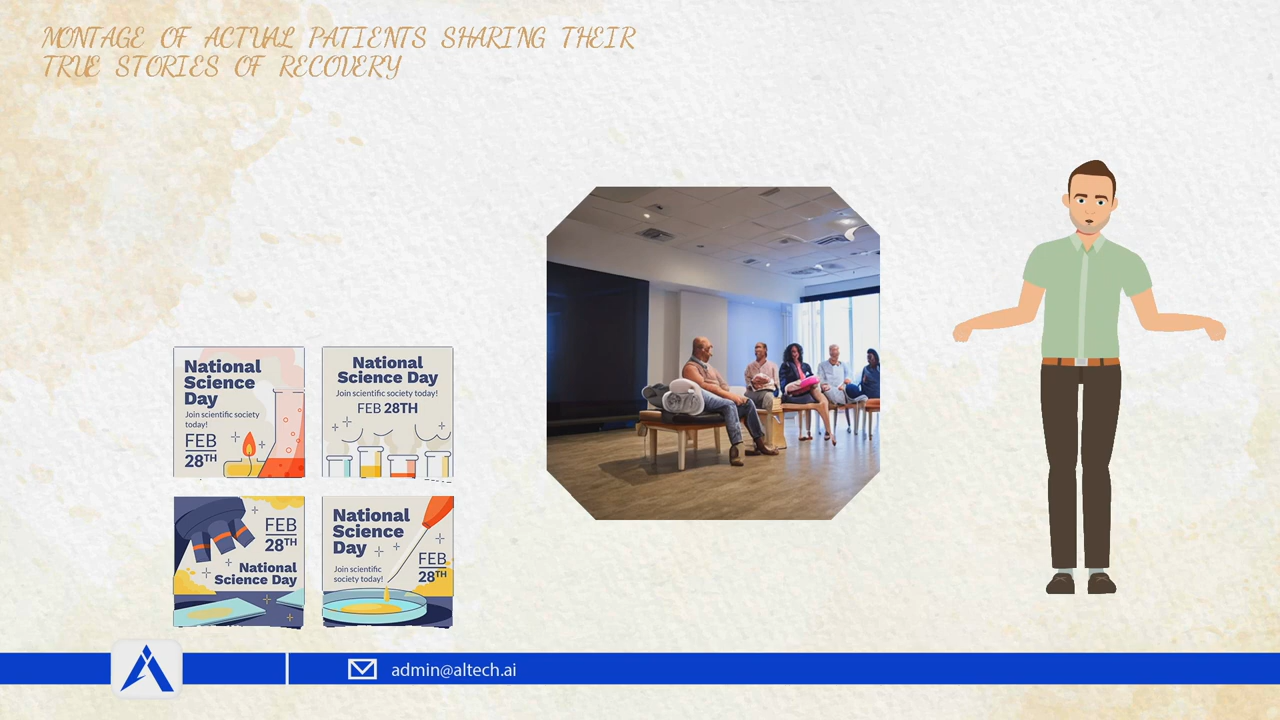 MONTAGE OF ACTUAL PATIENTS SHARING THEIR
TRUE STORIES OF RECOVERY
National
Science
Day
Join scientific society
today!
FEB
28TH
National
Science Day
Join scientific society today!
FEB 28TH
FEB
28TH
National
Science Day
National
Science
Day
Join scientific
society today!
FEB
28TH
admin@altech.ai